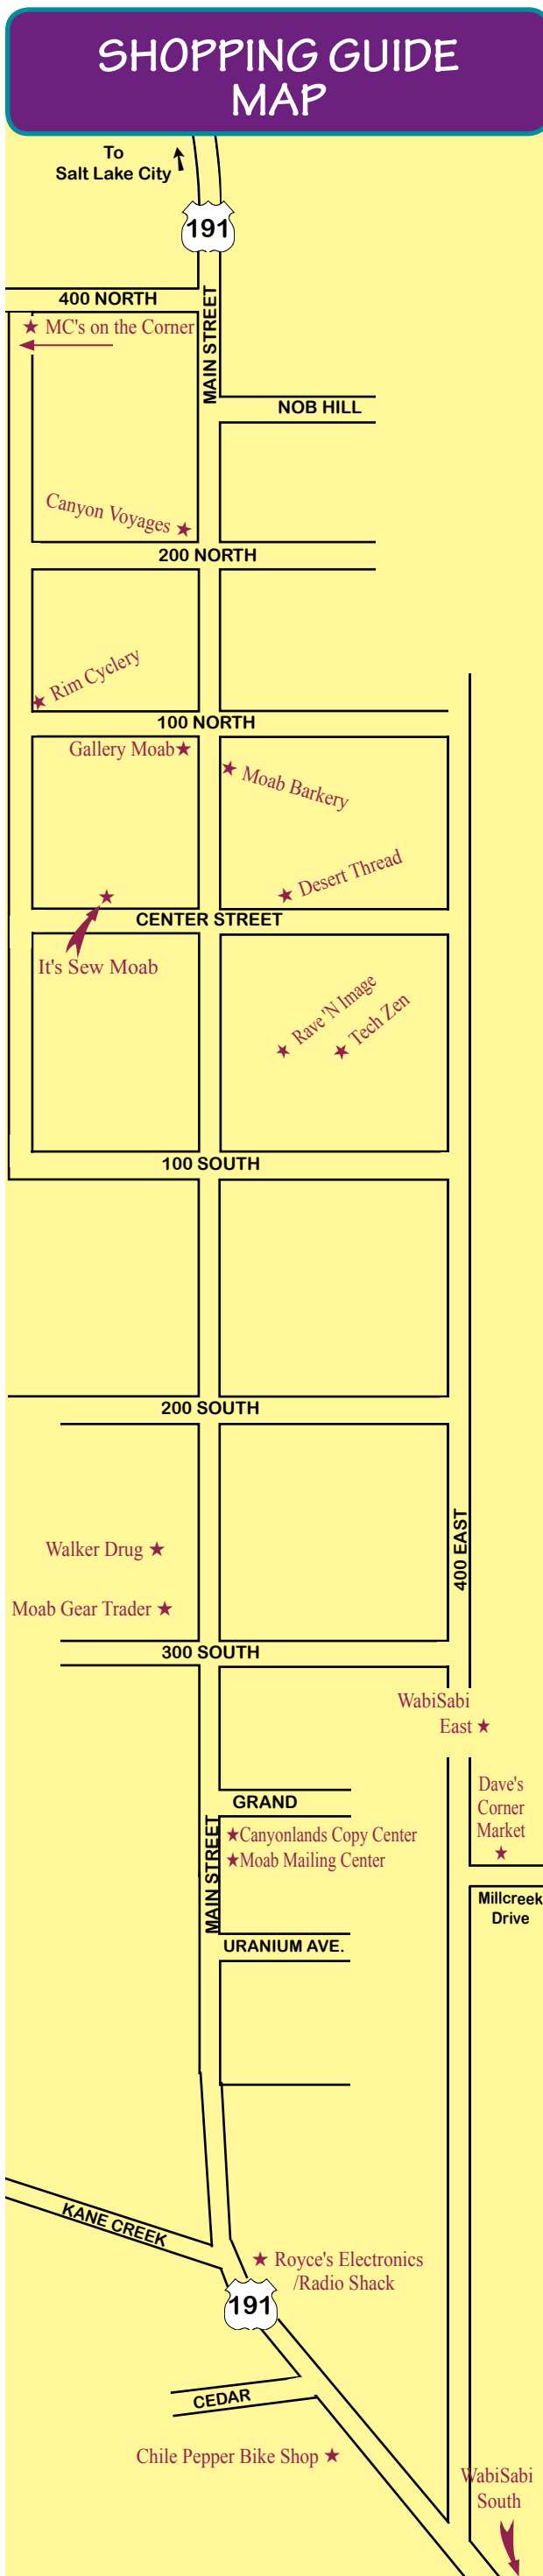 SHOPPING GUIDE
MAP
To
Salt Lake City
191
400 NORTH
MAIN STREET
MC's on the Corner
NOB HILL
Canyon Voyages
200 NORTH
Rim Cyclery
100 NORTH
Gallery Moab
Moab Barkery
Desert Thread
CENTER STREET
It's Sew Moab
Rave 'N Image
Tech Zen
100 SOUTH
200 SOUTH
400 EAST
Walker Drug
Moab Gear Trader
300 SOUTH
WabiSabi
East
Dave's
Corner
Market
GRAND
MAIN STREET
Canyonlands Copy Center
Moab Mailing Center
Millcreek
Drive
URANIUM AVE.
KANE CREEK
Royce's Electronics
/Radio Shack
191
CEDAR
Chile Pepper Bike Shop
WabiSabi
South